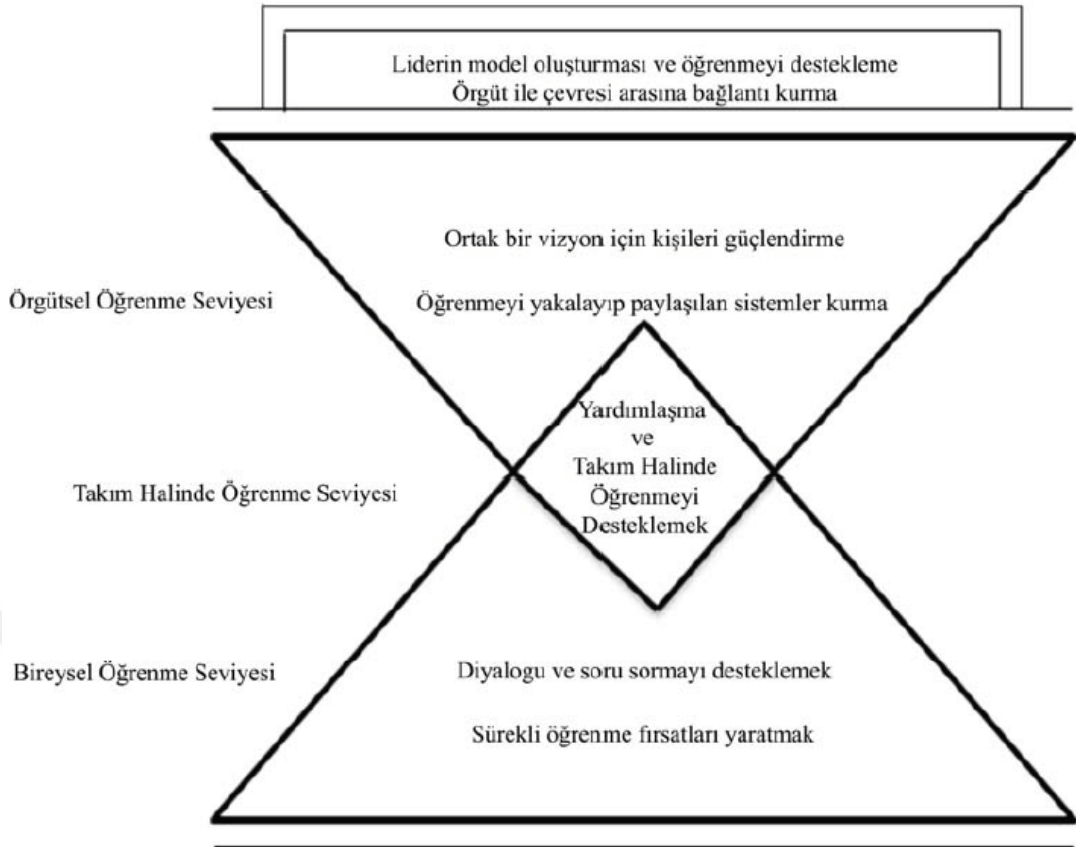 Liderin model oluşturması ve öğrenmeyi destekleme
Örgüt ile çevresi arasına bağlantı kurma
Ortak bir vizyon için kişileri güçlendirme
Örgütsel Öğrenme Seviyesi
Öğrenmeyi yakalayıp paylaşılan sistemler kurma
Yardımlaşma
ve
Takım Halinde
Öğrenmeyi
Desteklemek
Takım Halinde Öğrenme Seviyesi
Bireysel Öğrenme Seviyesi
Diyalogu ve soru sormayı desteklemek
Sürekli öğrenme fırsatları yaratmak